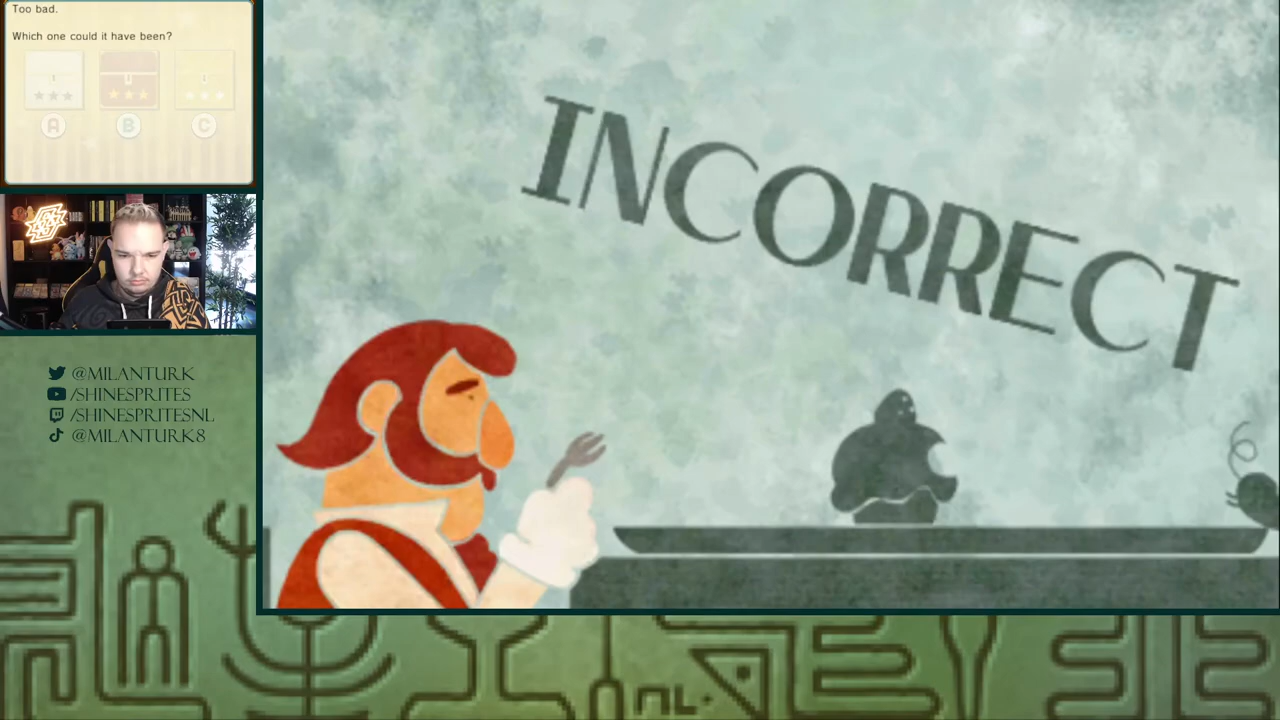 Too bad.
Which one could it have been?
A B C
INCORRECT
@MILANTURK
/SHINESPRITES
/SHINESPRITESNL
@MILANTURK8